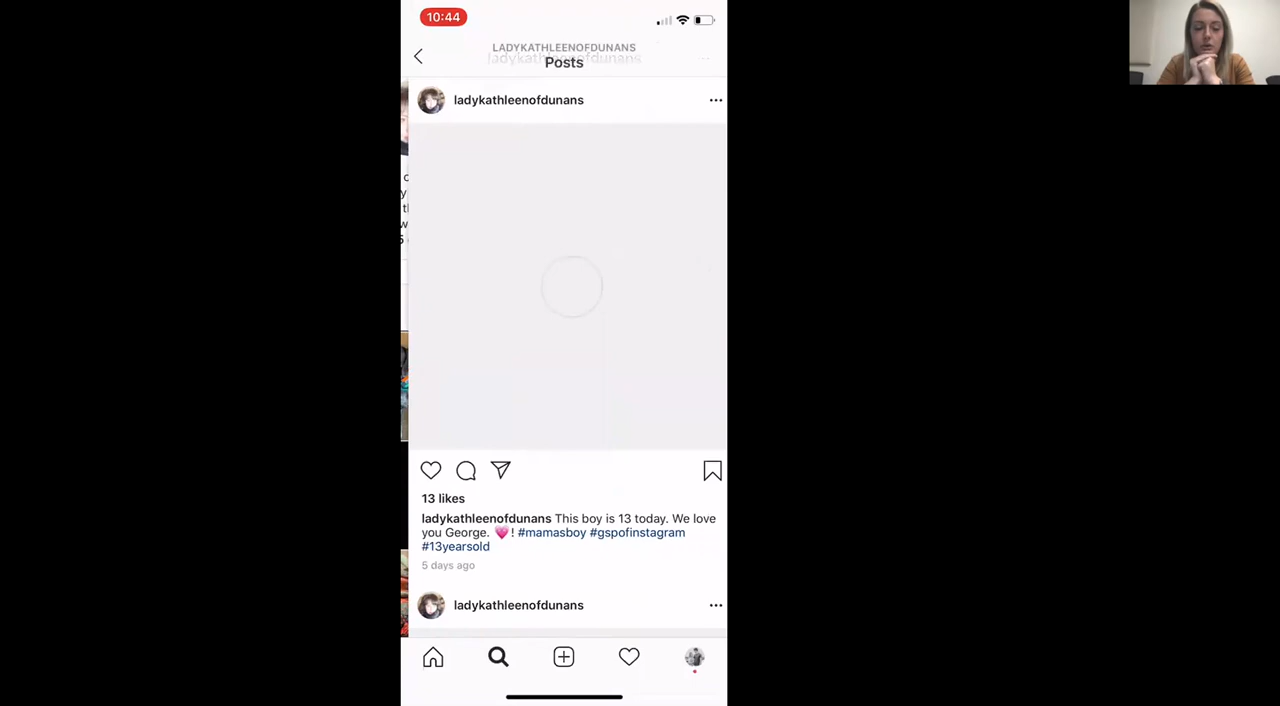 10:44
LADYKATHLEENOFDUNANS
ladykathleenofdunans
Posts
ladykathleenofdunans
13 likes
ladykathleenofdunans This boy is 13 today. We love
you George. 💗! #mamasboy #gspofinstagram
#13yearsold
5 days ago
ladykathleenofdunans